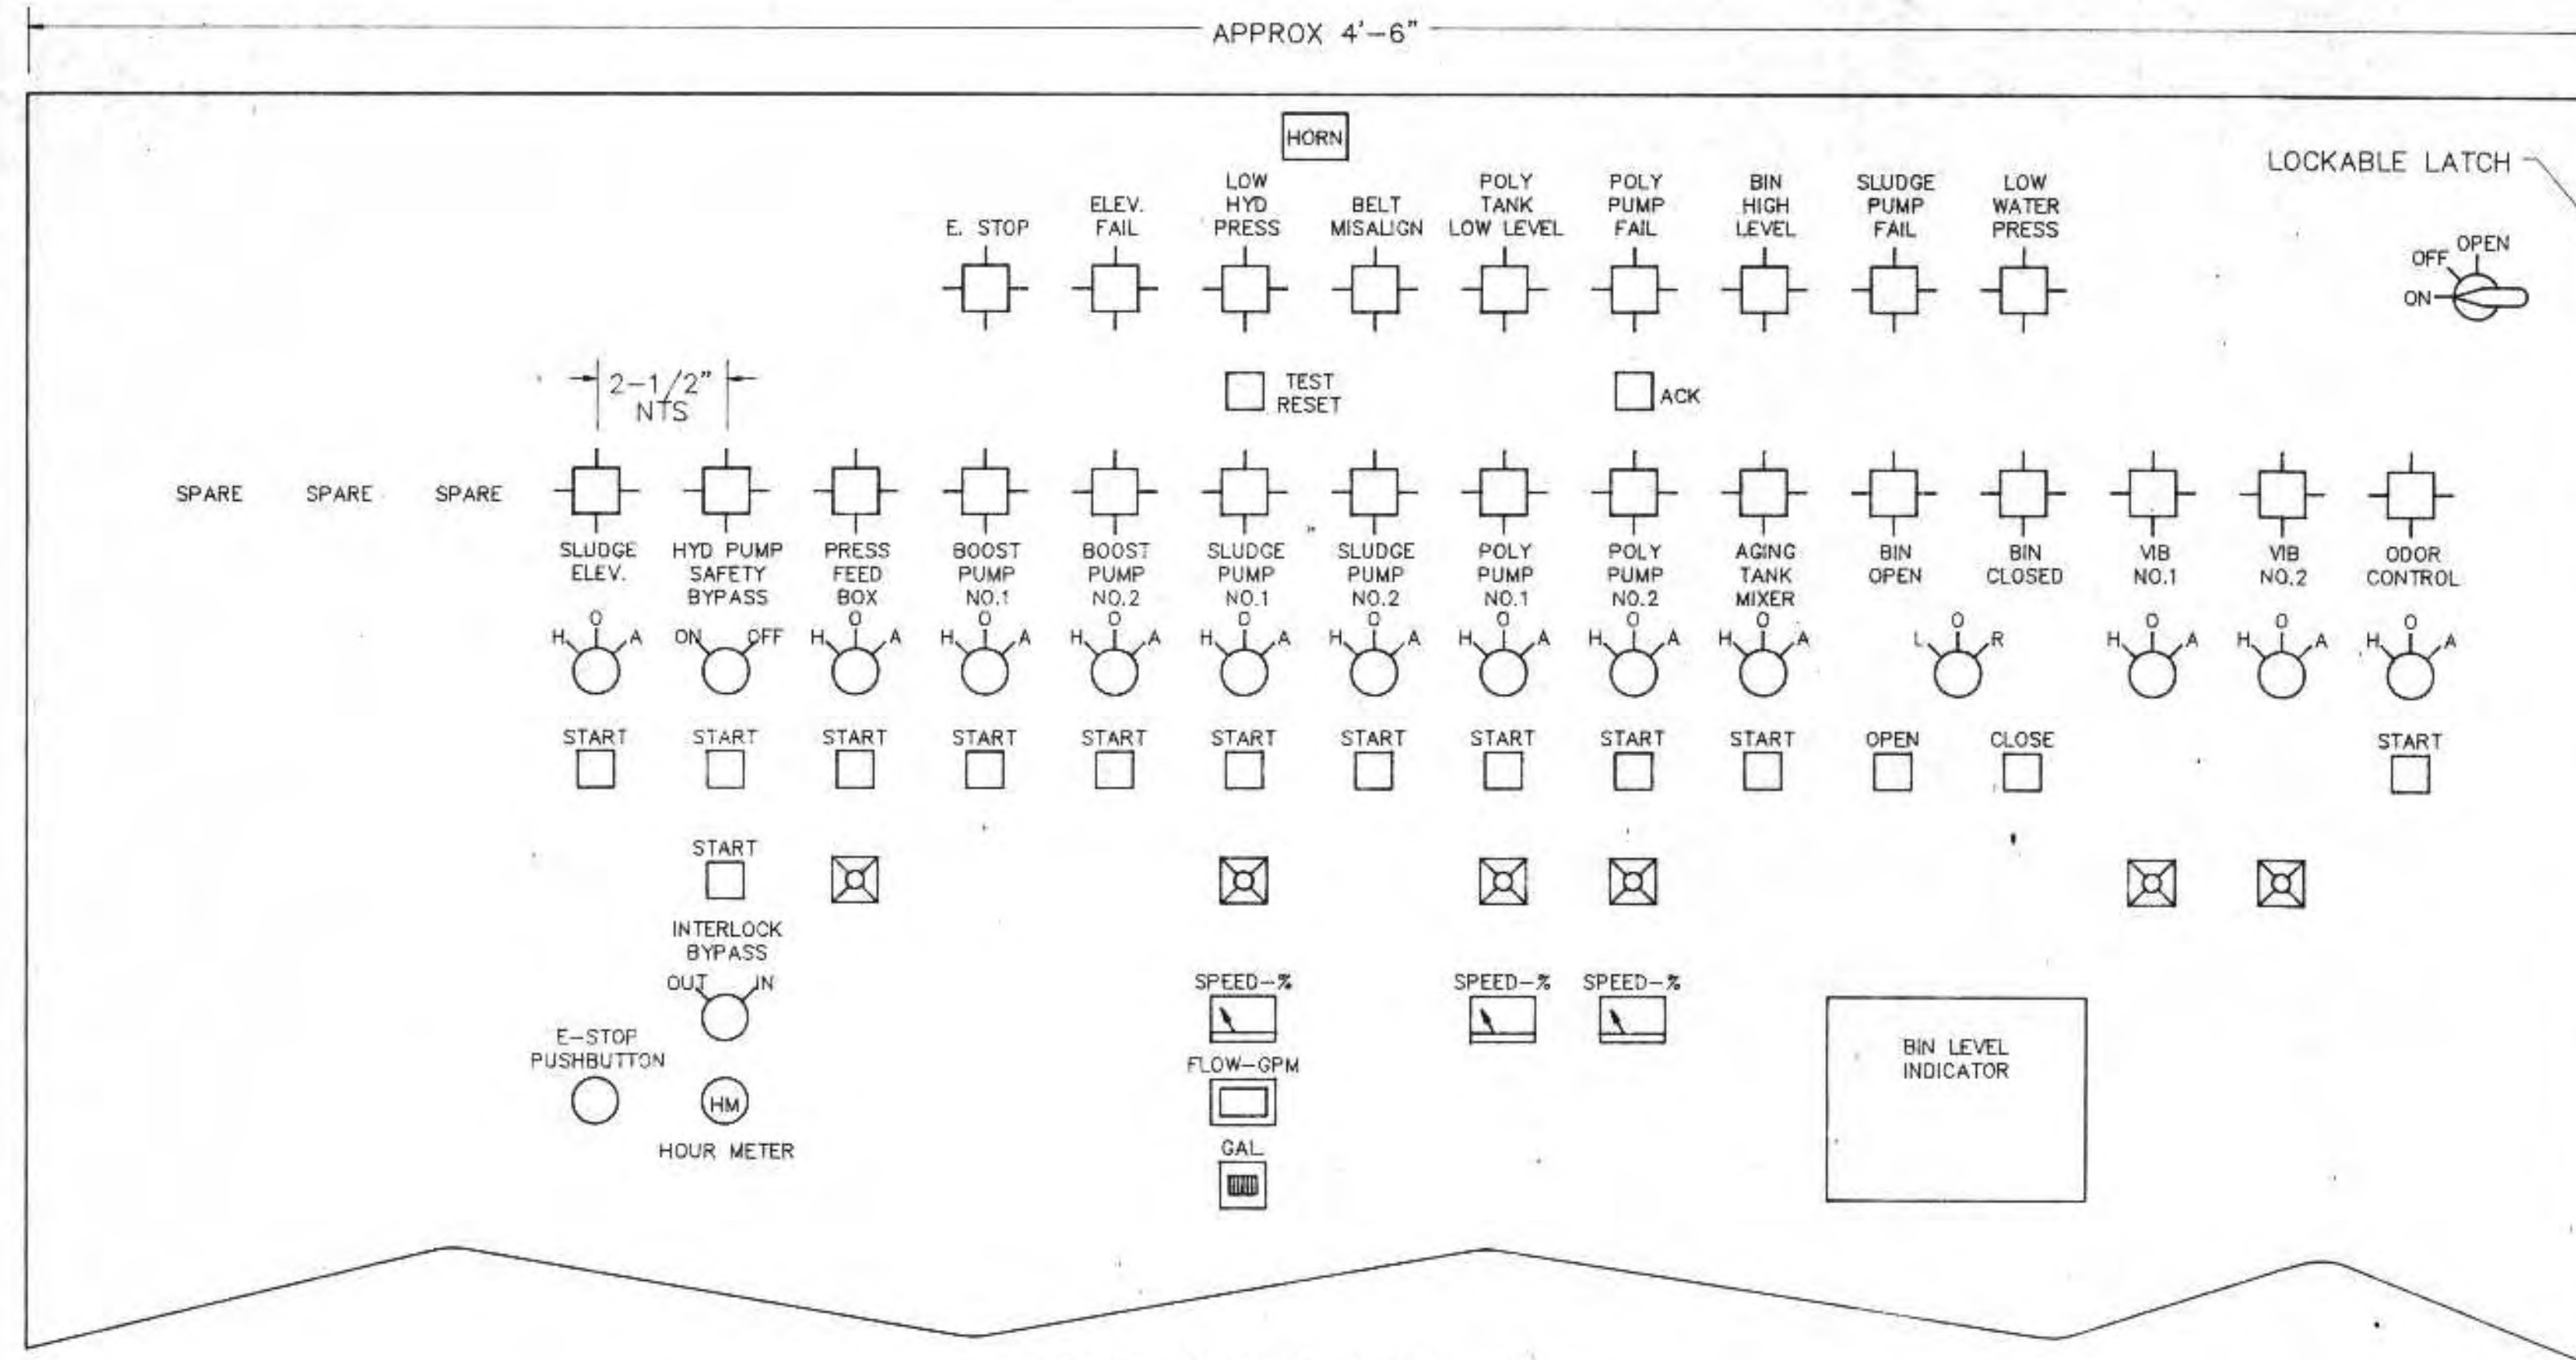 APPROX 4'-6"
HORN
LOCKABLE LATCH
E. STOP
ELEV.
FAIL
LOW
HYD
PRESS
BELT
MISALIGN
POLY
TANK
LOW LEVEL
POLY
PUMP
FAIL
BIN
HIGH
LEVEL
SLUDGE
PUMP
FAIL
LOW
WATER
PRESS
OPEN
OFF
ON
2-1/2"
NTS
TEST
RESET
ACK
SPARE
SPARE
SPARE
SLUDGE
ELEV.
HYD PUMP
SAFETY
BYPASS
PRESS
FEED
BOX
BOOST
PUMP
NO.1
BOOST
PUMP
NO.2
SLUDGE
PUMP
NO.1
SLUDGE
PUMP
NO.2
POLY
PUMP
NO.1
POLY
PUMP
NO.2
AGING
TANK
MIXER
BIN
OPEN
BIN
CLOSED
VIB
NO.1
VIB
NO.2
ODOR
CONTROL
H O A
ON OFF
H O A
H O A
H O A
H O A
H O A
H O A
H O A
H O A
L O R
H O A
H O A
H O A
START
START
START
START
START
START
START
START
START
START
OPEN
CLOSE
START
START
INTERLOCK
BYPASS
OUT IN
SPEED-%
SPEED-%
SPEED-%
E-STOP
PUSHBUTTON
HM
HOUR METER
FLOW-GPM
GAL
BIN LEVEL
INDICATOR